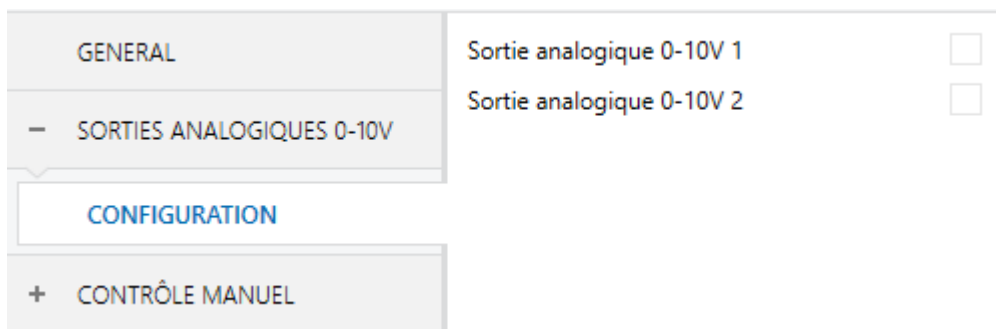 GENERAL
− SORTIES ANALOGIQUES 0-10V
CONFIGURATION
+ CONTRÔLE MANUEL
Sortie analogique 0-10V 1
Sortie analogique 0-10V 2